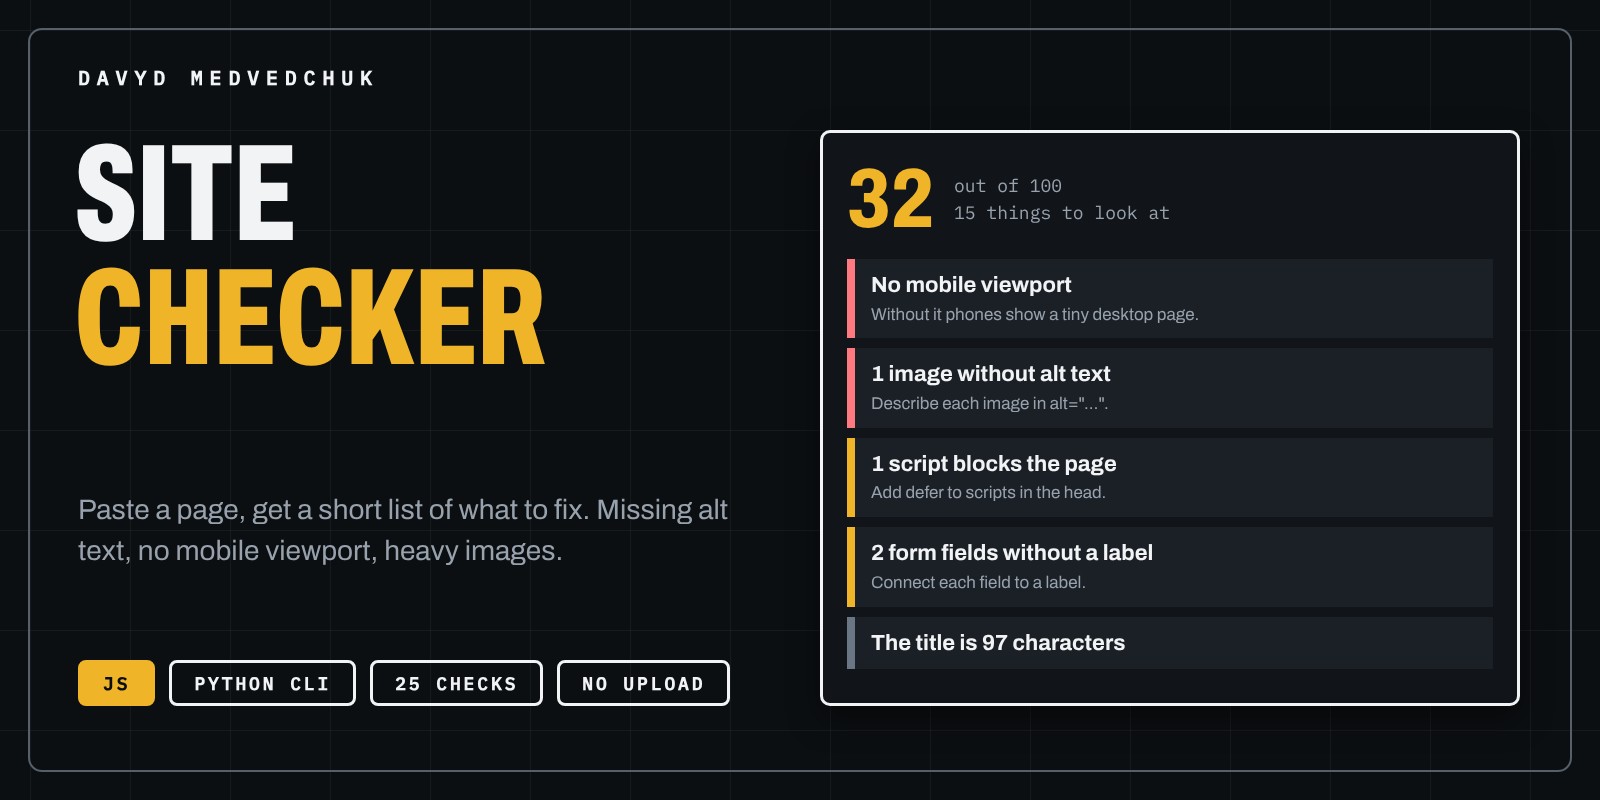 DAVYD MEDVEDCHUK
SITE
CHECKER
Paste a page, get a short list of what to fix. Missing alt
text, no mobile viewport, heavy images.
JS
PYTHON CLI
25 CHECKS
NO UPLOAD
32
out of 100
15 things to look at
No mobile viewport
Without it phones show a tiny desktop page.
1 image without alt text
Describe each image in alt="...".
1 script blocks the page
Add defer to scripts in the head.
2 form fields without a label
Connect each field to a label.
The title is 97 characters